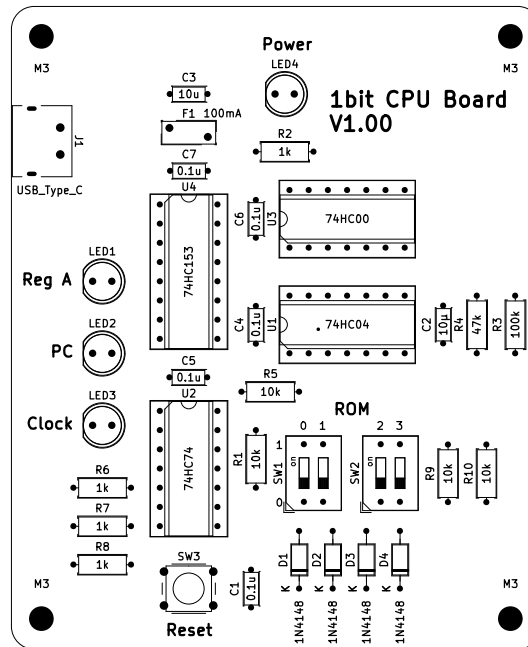 Power
LED4
M3
M3
C3
10u
1bit CPU Board
V1.00
F1 100mA
R2
1k
J1
USB_Type_C
C7
0.1u
U4
74HC153
C6
0.1u
U3
74HC00
LED1
Reg A
LED2
PC
C4
0.1u
U1
74HC04
C2
10µ
R4
47k
R3
100k
C5
0.1u
R5
10k
LED3
Clock
U2
74HC74
ROM
0 1
2 3
R1
10k
1
0
SW1
on
SW2
on
R9
10k
R10
10k
R6
1k
R7
1k
R8
1k
SW3
Reset
C1
0.1u
D1
K
1N4148
D2
K
1N4148
D3
K
1N4148
D4
K
1N4148
M3
M3